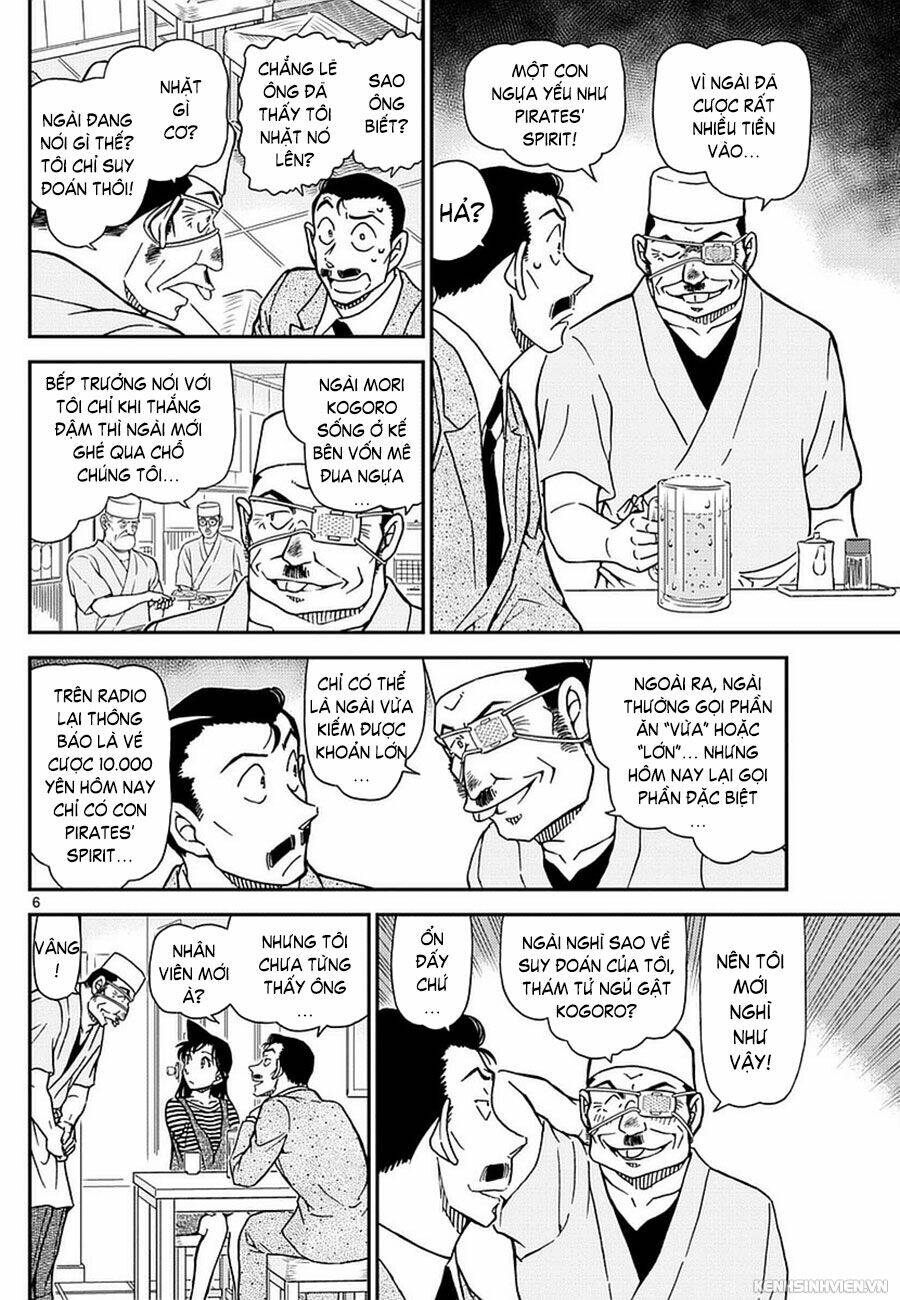 VÌ NGÀI ĐÃ
CƯỢC RẤT
NHIỀU TIỀN
VÀO...
MỘT CON
NGỰA YẾU NHƯ
PIRATES'
SPIRIT!
HẢ?
SAO
ÔNG
BIẾT?
CHẲNG LẼ
ÔNG ĐÃ
THẤY TÔI
NHẶT NÓ
LÊN?
NHẶT
GÌ
CƠ?
NGÀI ĐANG
NÓI GÌ THẾ?
TÔI CHỈ SUY
ĐOÁN THÔI!
NGÀI MORI
KOGORO
SỐNG Ở KẾ
BÊN VỐN MÊ
ĐUA NGỰA
...
BẾP TRƯỞNG NÓI VỚI
TÔI CHỈ KHI THẮNG
ĐẬM THÌ NGÀI MỚI
GHÉ QUA CHỖ
CHÚNG TÔI...
NGOÀI RA, NGÀI
THƯỜNG GỌI PHẦN
ĂN "VỪA" HOẶC
"LỚN"... NHƯNG
HÔM NAY LẠI GỌI
PHẦN ĐẶC BIỆT
...
CHỈ CÓ THỂ
LÀ NGÀI VỪA
KIẾM ĐƯỢC
KHOẢN LỚN
...
TRÊN RADIO
LẠI THÔNG
BÁO LÀ VÉ
CƯỢC 10.000
YÊN HÔM NAY
CHỈ CÓ CON
PIRATES'
SPIRIT...
6
NÊN TÔI
MỚI
NGHĨ
NHƯ
VẬY!
NGÀI NGHĨ SAO VỀ
SUY ĐOÁN CỦA TÔI,
THÁM TỬ NGỦ GẬT
KOGORO?
ỔN
ĐẤY
CHỨ
...
NHƯNG TÔI
CHƯA TỪNG
THẤY ÔNG
...
NHÂN
VIÊN MỚI
À?
VÂNG
!
KENHSINHVIEN.VN